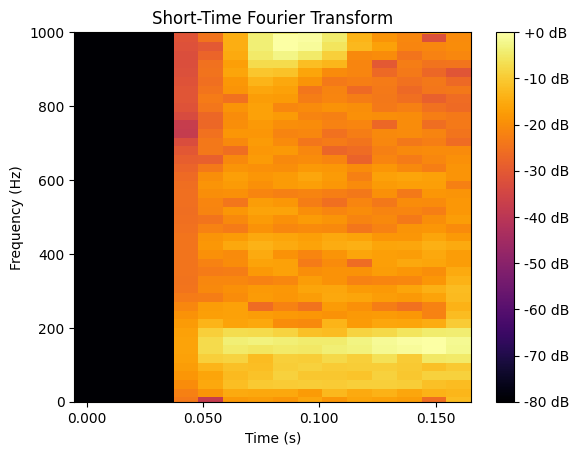 Short-Time Fourier Transform
1000
800
600
400
200
0
Frequency (Hz)
0.000
0.050
0.100
0.150
Time (s)
+0 dB
-10 dB
-20 dB
-30 dB
-40 dB
-50 dB
-60 dB
-70 dB
-80 dB